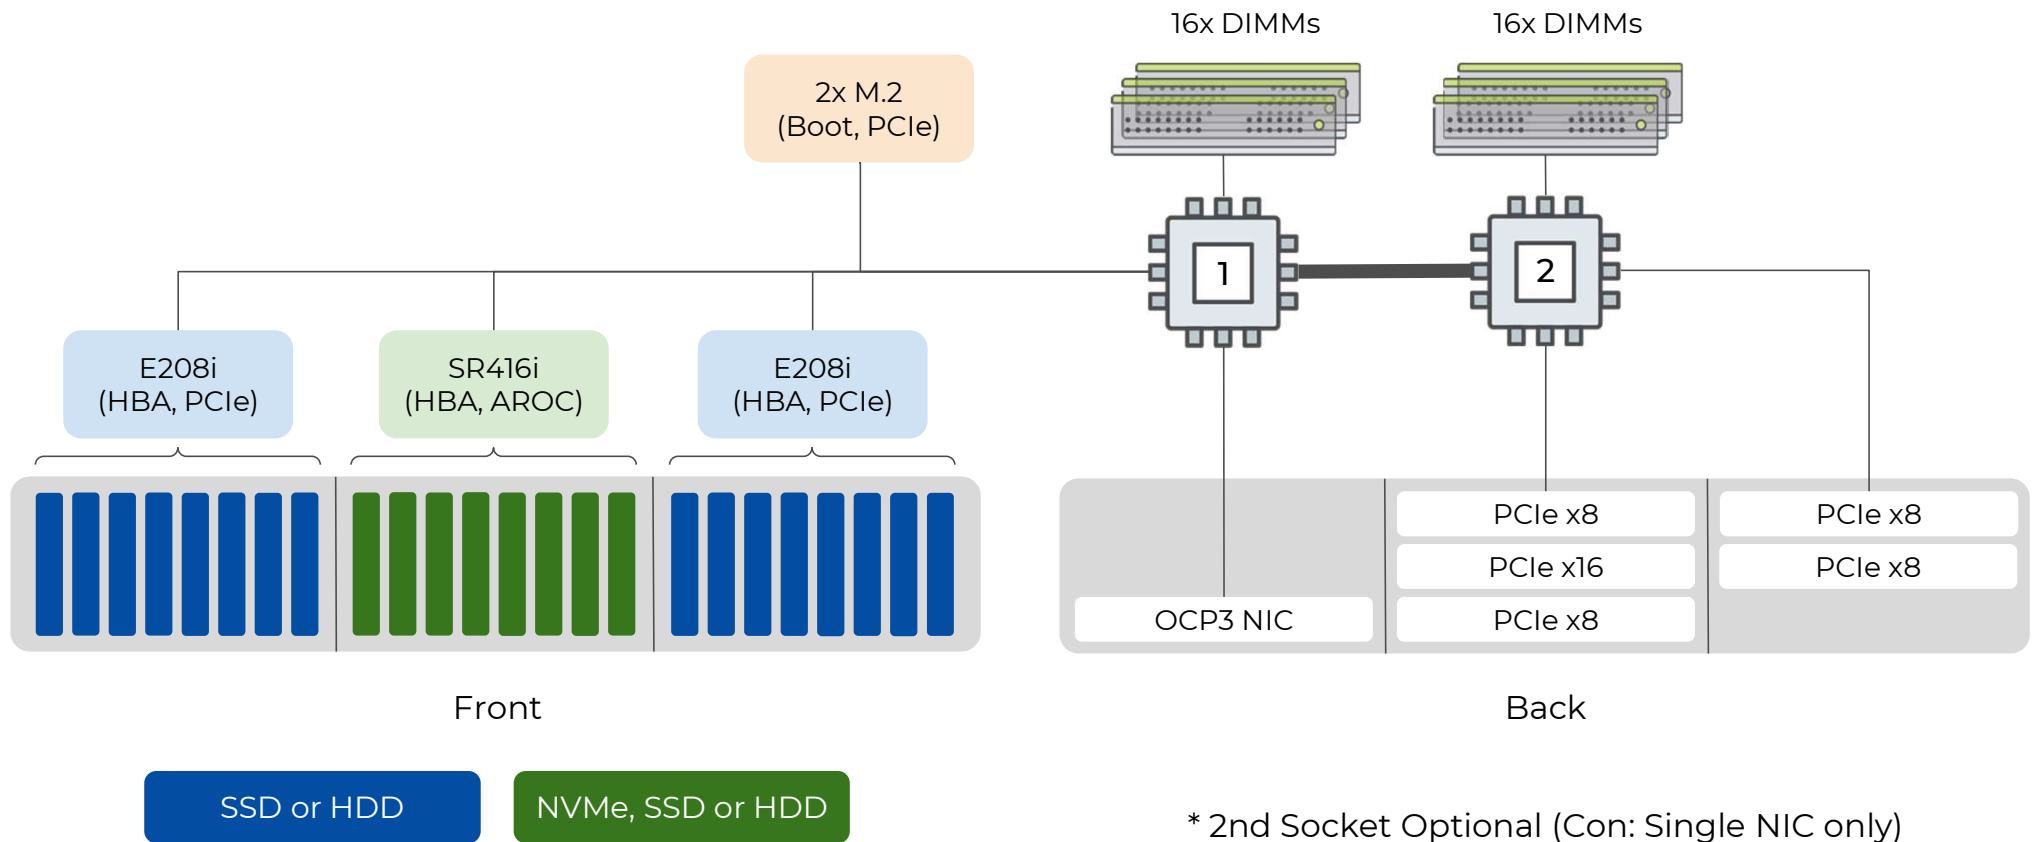 16x DIMMs
16x DIMMs
2x M.2
(Boot, PCIe)
1
2
E208i
(HBA, PCIe)
SR416i
(HBA, AROC)
E208i
(HBA, PCIe)
PCIe x8
PCIe x16
PCIe x8
PCIe x8
PCIe x8
OCP3 NIC
Front
Back
SSD or HDD
NVMe, SSD or HDD
* 2nd Socket Optional (Con: Single NIC only)